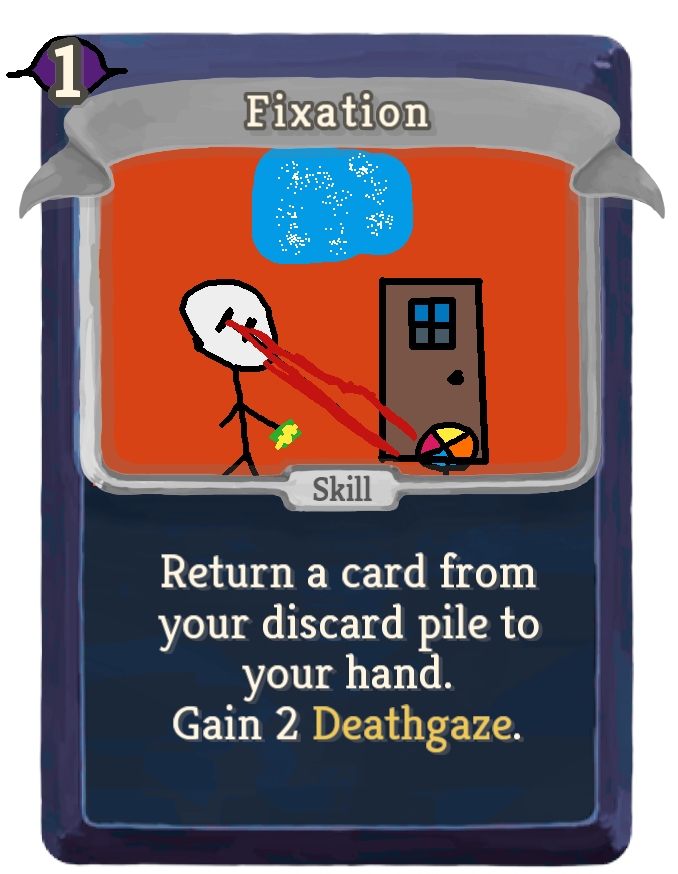 1
Fixation
Skill
Return a card from
your discard pile to
your hand.
Gain 2 Deathgaze.